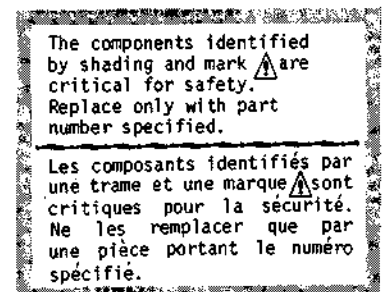 The components identified
by shading and mark ⚠ are
critical for safety.
Replace only with part
number specified.
Les composants identifiés par
une trame et une marque ⚠ sont
critiques pour la sécurité.
Ne les remplacer que par
une pièce portant le numéro
spécifié.